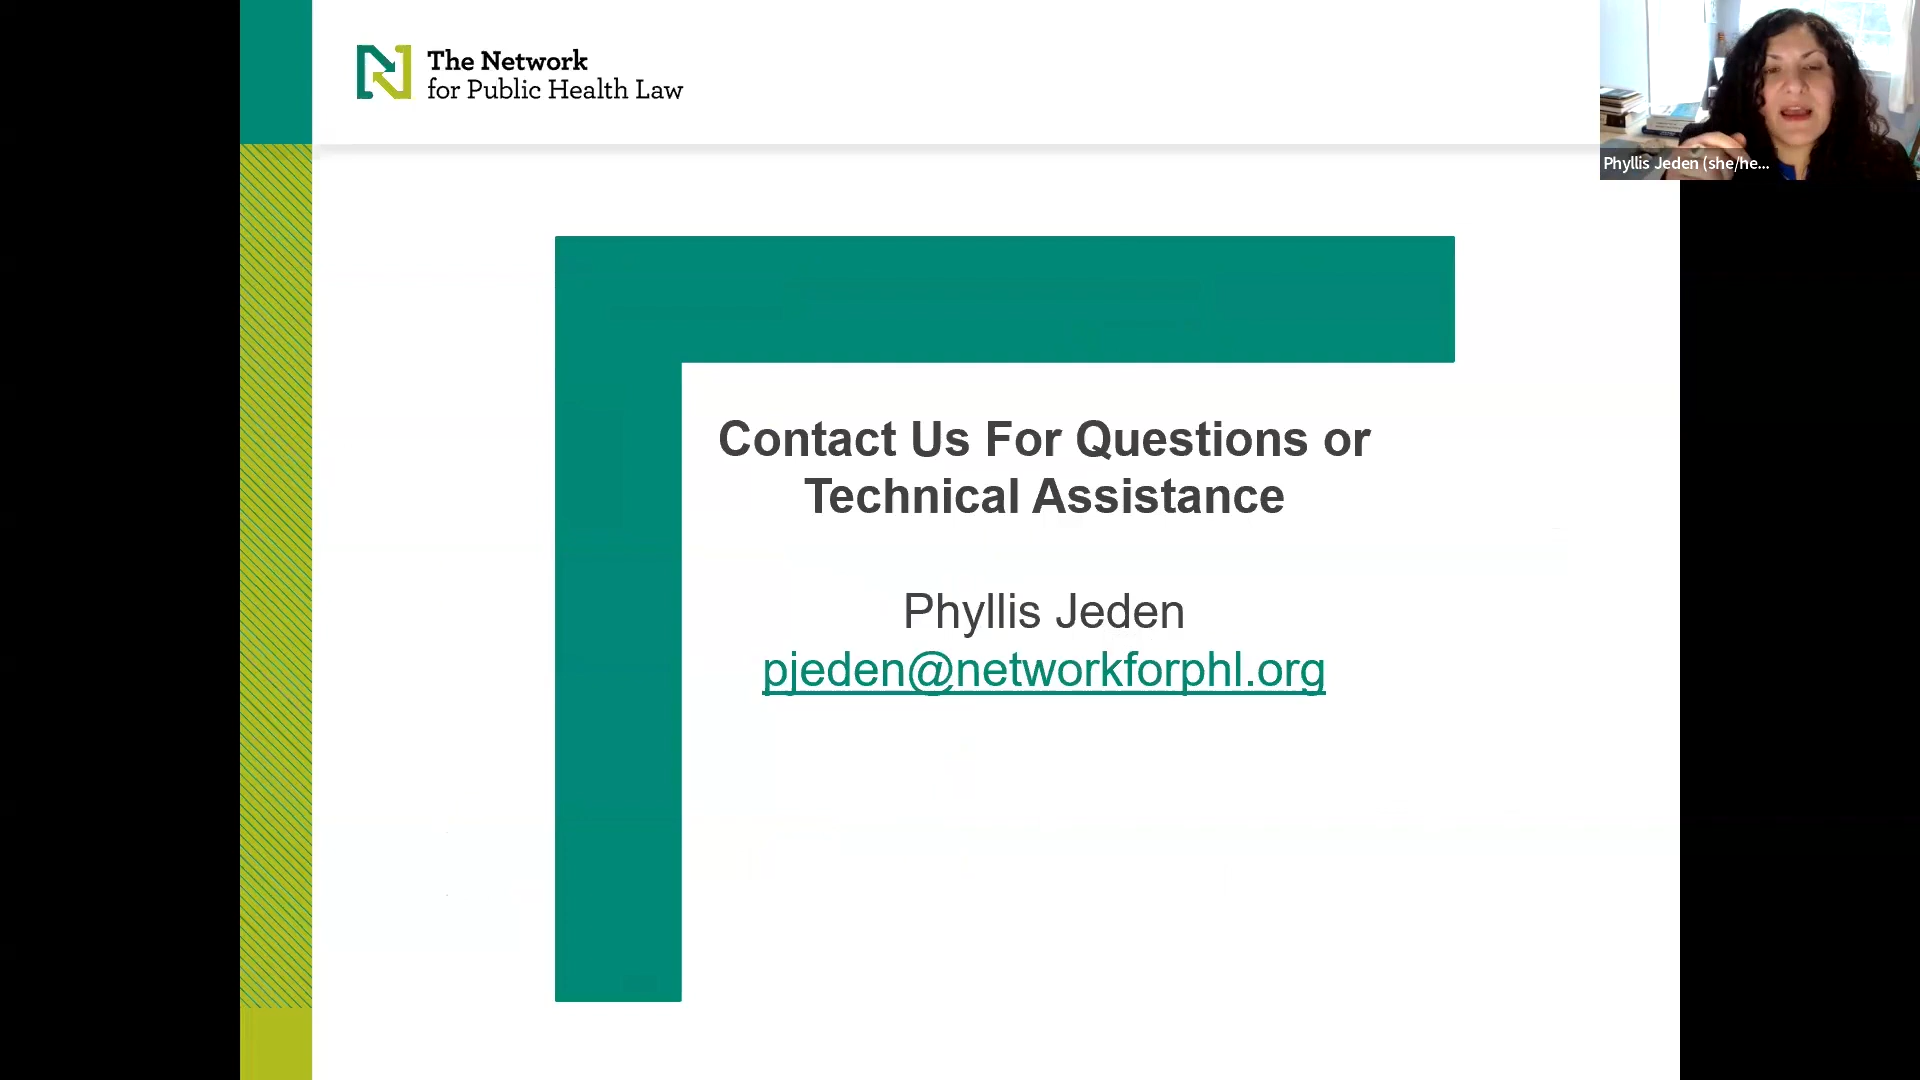 The Network
for Public Health Law
Phyllis Jeden (she/he...
Contact Us For Questions or
Technical Assistance
Phyllis Jeden
pjeden@networkforphl.org